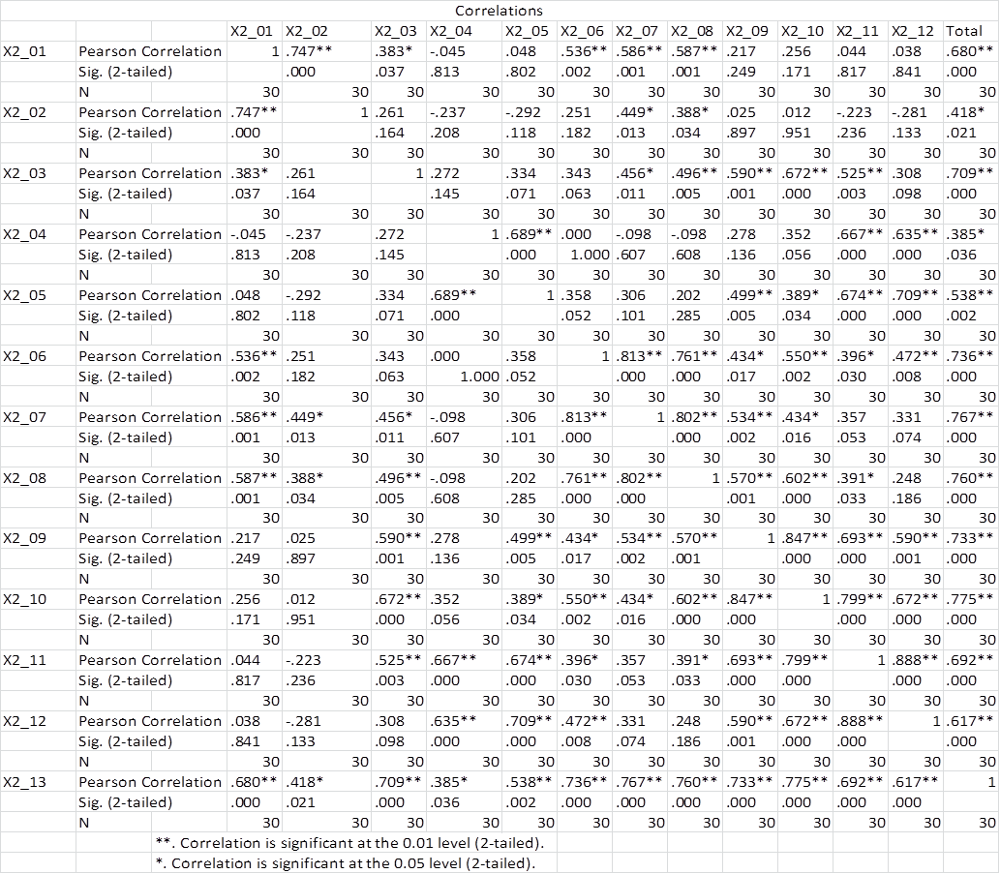 Correlations
X2_01 X2_02 X2_03 X2_04 X2_05 X2_06 X2_07 X2_08 X2_09 X2_10 X2_11 X2_12 Total
X2_01 Pearson Correlation 1 .747** .383* -.045 .048 .536** .586** .587** .217 .256 .044 .038 .680**
Sig. (2-tailed) .000 .037 .813 .802 .002 .001 .001 .249 .171 .817 .841 .000
N 30 30 30 30 30 30 30 30 30 30 30 30 30
X2_02 Pearson Correlation .747** 1 .261 -.237 -.292 .251 .449* .388* .025 .012 -.223 -.281 .418*
Sig. (2-tailed) .000 .164 .208 .118 .182 .013 .034 .897 .951 .236 .133 .021
N 30 30 30 30 30 30 30 30 30 30 30 30 30
X2_03 Pearson Correlation .383* .261 1 .272 .334 .343 .456* .496** .590** .672** .525** .308 .709**
Sig. (2-tailed) .037 .164 .145 .071 .063 .011 .005 .001 .000 .003 .098 .000
N 30 30 30 30 30 30 30 30 30 30 30 30 30
X2_04 Pearson Correlation -.045 -.237 .272 1 .689** .000 -.098 -.098 .278 .352 .667** .635** .385*
Sig. (2-tailed) .813 .208 .145 .000 1.000 .607 .608 .136 .056 .000 .000 .036
N 30 30 30 30 30 30 30 30 30 30 30 30 30
X2_05 Pearson Correlation .048 -.292 .334 .689** 1 .358 .306 .202 .499** .389* .674** .709** .538**
Sig. (2-tailed) .802 .118 .071 .000 .052 .101 .285 .005 .034 .000 .000 .002
N 30 30 30 30 30 30 30 30 30 30 30 30 30
X2_06 Pearson Correlation .536** .251 .343 .000 .358 1 .813** .761** .434* .550** .396* .472** .736**
Sig. (2-tailed) .002 .182 .063 1.000 .052 .000 .000 .017 .002 .030 .008 .000
N 30 30 30 30 30 30 30 30 30 30 30 30 30
X2_07 Pearson Correlation .586** .449* .456* -.098 .306 .813** 1 .802** .534** .434* .357 .331 .767**
Sig. (2-tailed) .001 .013 .011 .607 .101 .000 .000 .002 .016 .053 .074 .000
N 30 30 30 30 30 30 30 30 30 30 30 30 30
X2_08 Pearson Correlation .587** .388* .496** -.098 .202 .761** .802** 1 .570** .602** .391* .248 .760**
Sig. (2-tailed) .001 .034 .005 .608 .285 .000 .000 .001 .000 .033 .186 .000
N 30 30 30 30 30 30 30 30 30 30 30 30 30
X2_09 Pearson Correlation .217 .025 .590** .278 .499** .434* .534** .570** 1 .847** .693** .590** .733**
Sig. (2-tailed) .249 .897 .001 .136 .005 .017 .002 .001 .000 .000 .001 .000
N 30 30 30 30 30 30 30 30 30 30 30 30 30
X2_10 Pearson Correlation .256 .012 .672** .352 .389* .550** .434* .602** .847** 1 .799** .672** .775**
Sig. (2-tailed) .171 .951 .000 .056 .034 .002 .016 .000 .000 .000 .000 .000
N 30 30 30 30 30 30 30 30 30 30 30 30 30
X2_11 Pearson Correlation .044 -.223 .525** .667** .674** .396* .357 .391* .693** .799** 1 .888** .692**
Sig. (2-tailed) .817 .236 .003 .000 .000 .030 .053 .033 .000 .000 .000 .000
N 30 30 30 30 30 30 30 30 30 30 30 30 30
X2_12 Pearson Correlation .038 -.281 .308 .635** .709** .472** .331 .248 .590** .672** .888** 1 .617**
Sig. (2-tailed) .841 .133 .098 .000 .000 .008 .074 .186 .001 .000 .000 .000
N 30 30 30 30 30 30 30 30 30 30 30 30 30
X2_13 Pearson Correlation .680** .418* .709** .385* .538** .736** .767** .760** .733** .775** .692** .617** 1
Sig. (2-tailed) .000 .021 .000 .036 .002 .000 .000 .000 .000 .000 .000 .000
N 30 30 30 30 30 30 30 30 30 30 30 30 30
**. Correlation is significant at the 0.01 level (2-tailed).
*. Correlation is significant at the 0.05 level (2-tailed).